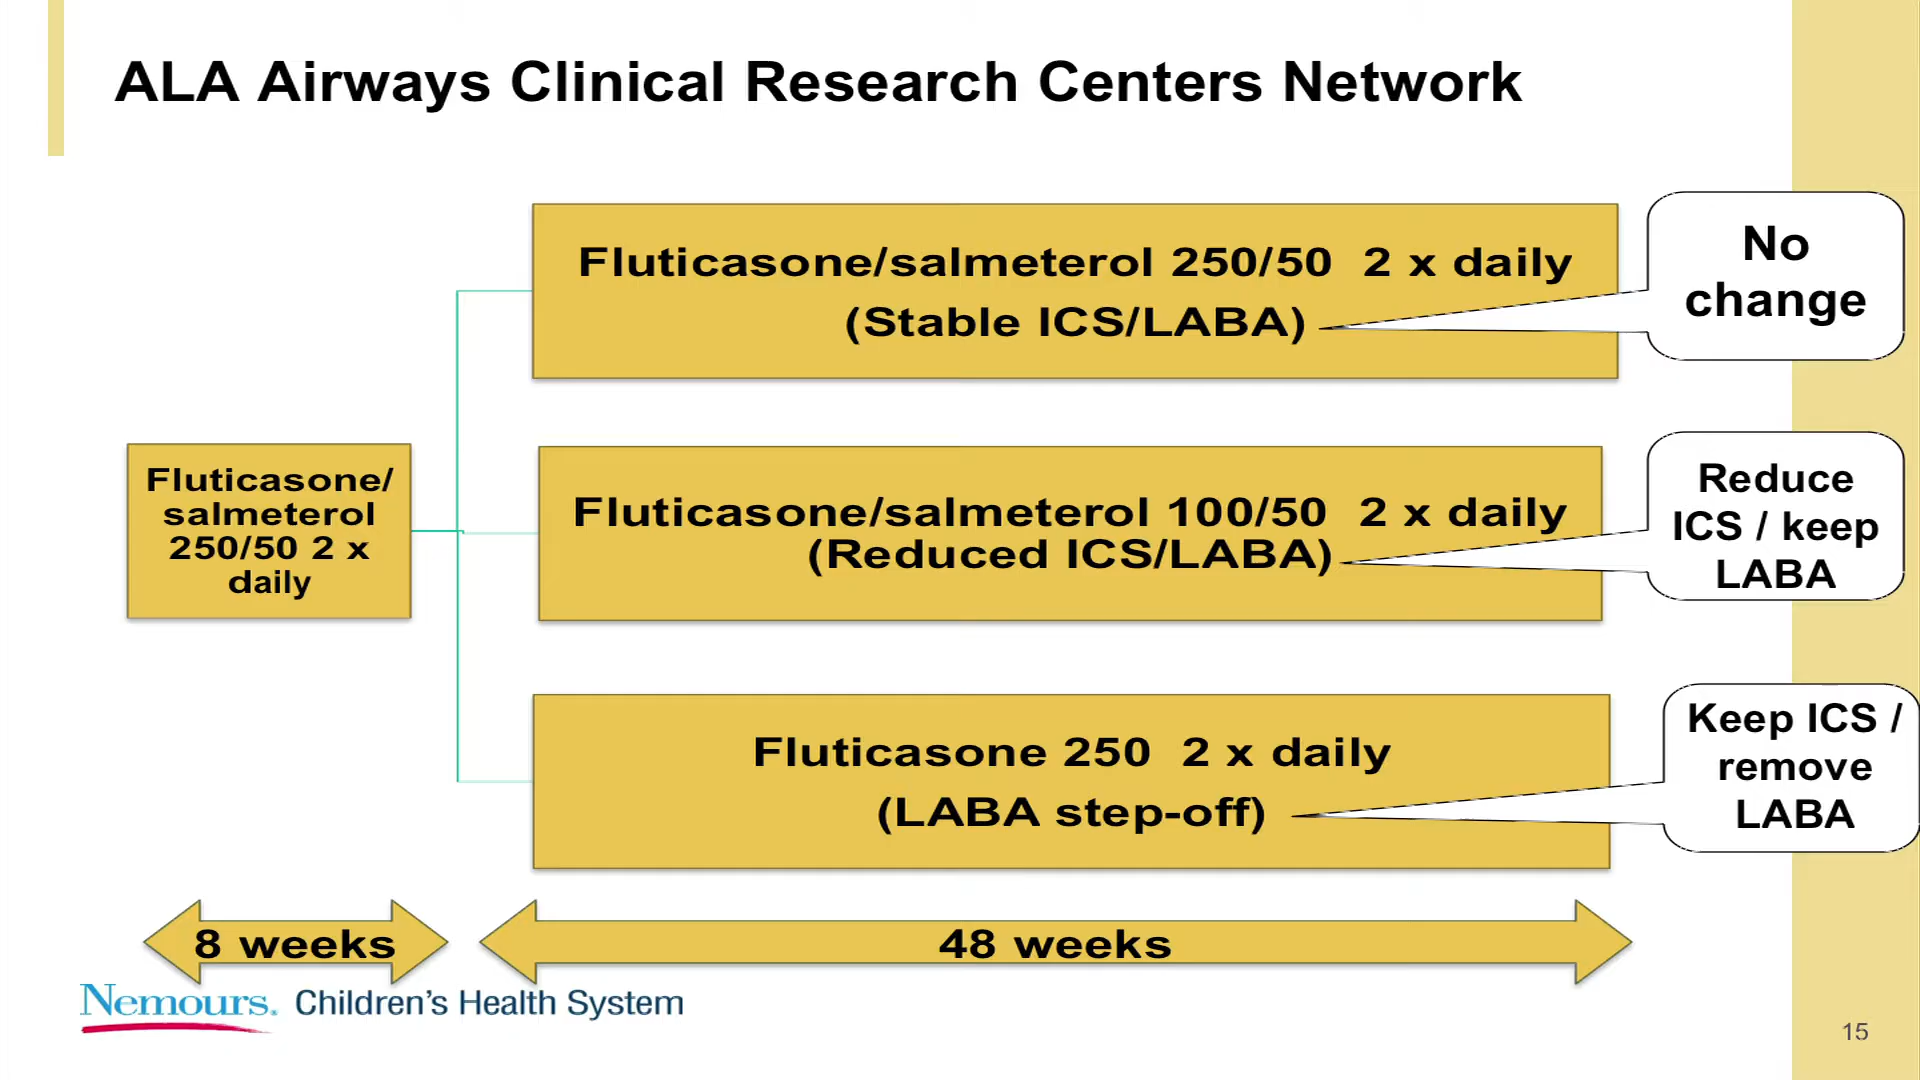 ALA Airways Clinical Research Centers Network
Fluticasone/salmeterol 250/50 2 x daily
(Stable ICS/LABA)
No
change
Fluticasone/
salmeterol
250/50 2 x
daily
Fluticasone/salmeterol 100/50 2 x daily
(Reduced ICS/LABA)
Reduce
ICS / keep
LABA
Fluticasone 250 2 x daily
(LABA step-off)
Keep ICS /
remove
LABA
8 weeks
48 weeks
Nemours. Children's Health System
15